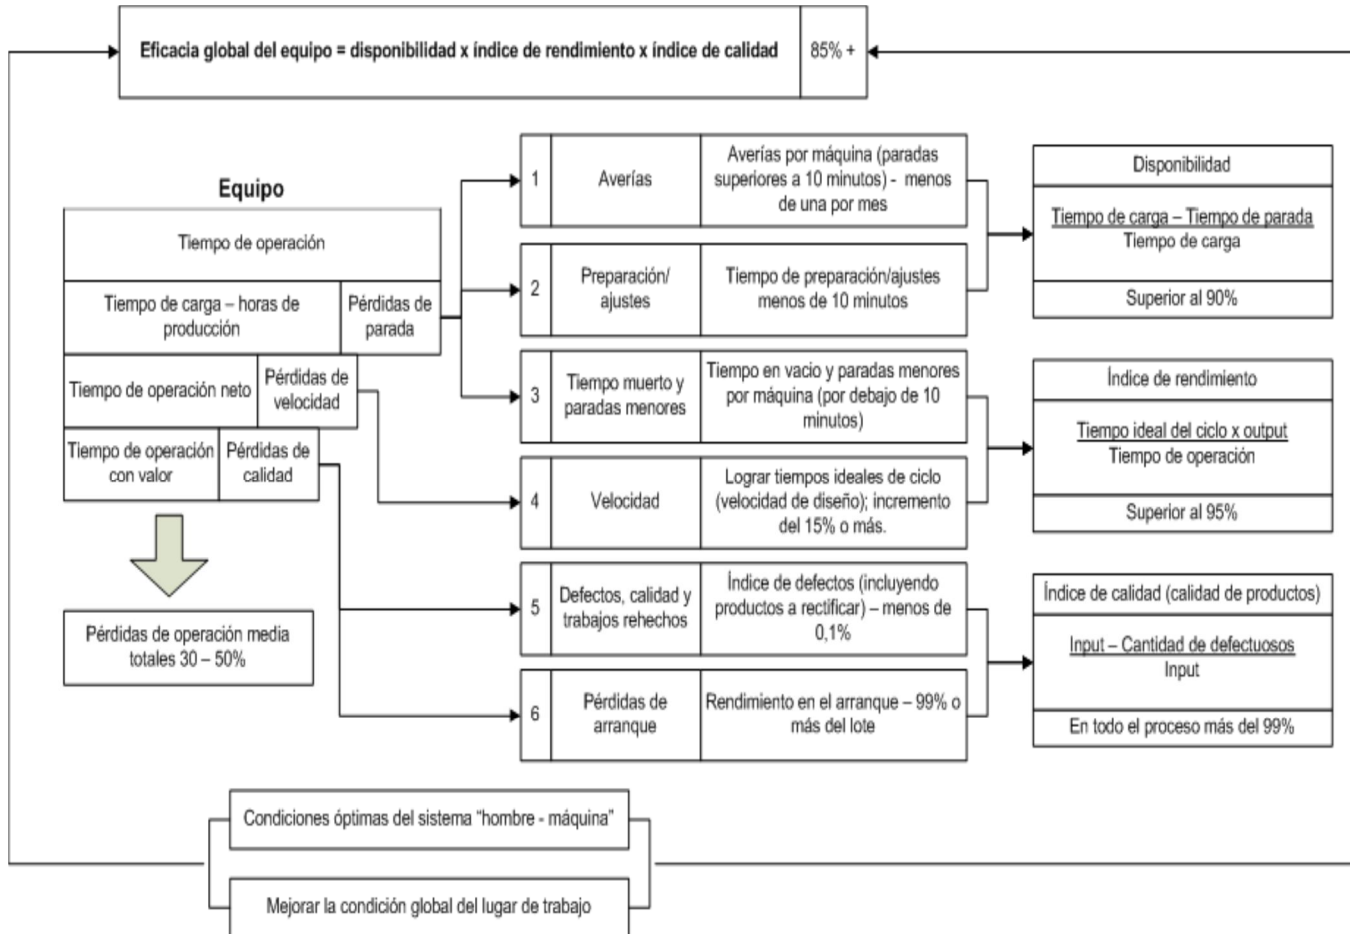 Eficacia global del equipo = disponibilidad x índice de rendimiento x índice de calidad
85% +
Equipo
Tiempo de operación
Tiempo de carga – horas de
producción
Pérdidas de
parada
Tiempo de operación neto
Pérdidas de
velocidad
Tiempo de operación
con valor
Pérdidas de
calidad
Pérdidas de operación media
totales 30 – 50%
1
Averías
Averías por máquina (paradas
superiores a 10 minutos) - menos
de una por mes
2
Preparación/
ajustes
Tiempo de preparación/ajustes
menos de 10 minutos
3
Tiempo muerto y
paradas menores
Tiempo en vacio y paradas menores
por máquina (por debajo de 10
minutos)
4
Velocidad
Lograr tiempos ideales de ciclo
(velocidad de diseño); incremento
del 15% o más.
5
Defectos, calidad y
trabajos rehechos
Índice de defectos (incluyendo
productos a rectificar) – menos de
0,1%
6
Pérdidas de
arranque
Rendimiento en el arranque – 99% o
más del lote
Disponibilidad
Tiempo de carga – Tiempo de parada
Tiempo de carga
Superior al 90%
Índice de rendimiento
Tiempo ideal del ciclo x output
Tiempo de operación
Superior al 95%
Índice de calidad (calidad de productos)
Input – Cantidad de defectuosos
Input
En todo el proceso más del 99%
Condiciones óptimas del sistema “hombre - máquina”
Mejorar la condición global del lugar de trabajo